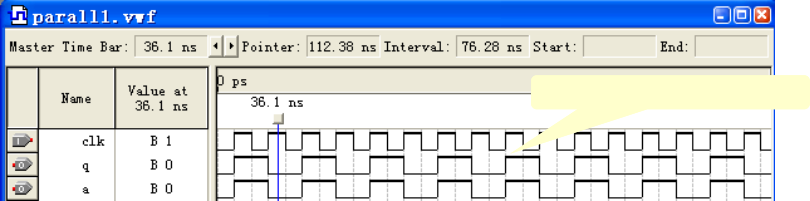 parall1.vwf
Master Time Bar: 36.1 ns Pointer: 112.38 ns Interval: 76.28 ns Start: End:
Name Value at 36.1 ns 0 ps
36.1 ns
clk B 1
q B 0
a B 0